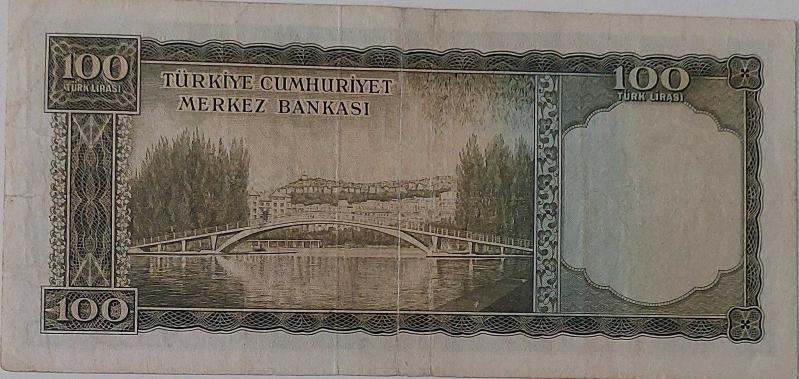 100
TÜRK LİRASI
TÜRKİYE CUMHURİYET
MERKEZ BANKASI
100
TÜRK LİRASI
100